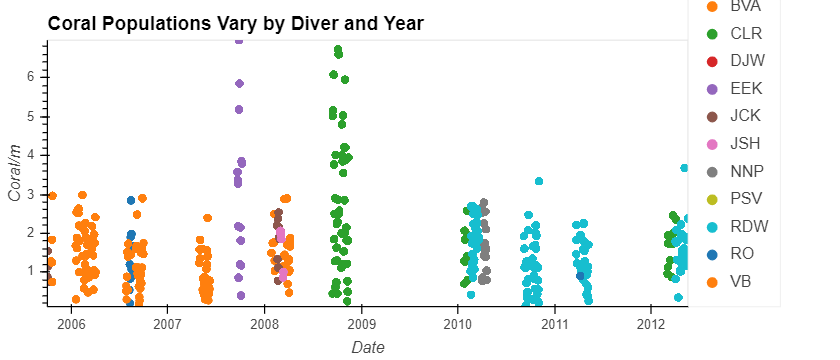 Coral Populations Vary by Diver and Year
BVA
CLR
DJW
EEK
JCK
JSH
NNP
PSV
RDW
RO
VB
Coral/m
6
5
4
3
2
1
2006 2007 2008 2009 2010 2011 2012
Date